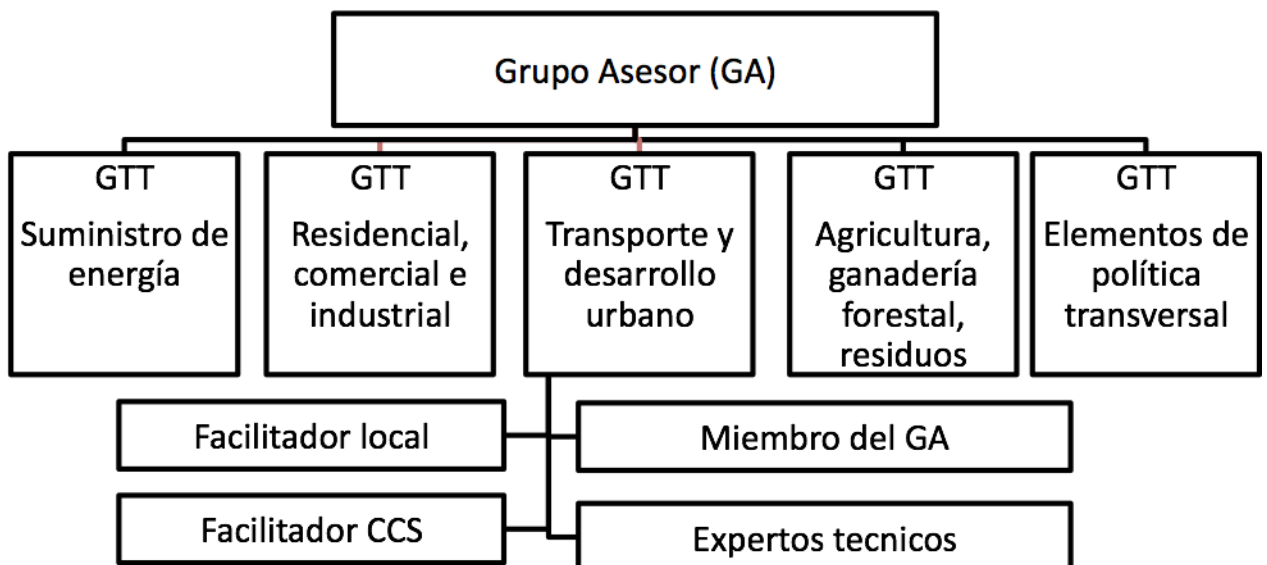 Grupo Asesor (GA)
GTT
Suministro de
energía
GTT
Residencial,
comercial e
industrial
GTT
Transporte y
desarrollo
urbano
GTT
Agricultura,
ganadería
forestal,
residuos
GTT
Elementos de
política
transversal
Facilitador local
Miembro del GA
Facilitador CCS
Expertos tecnicos